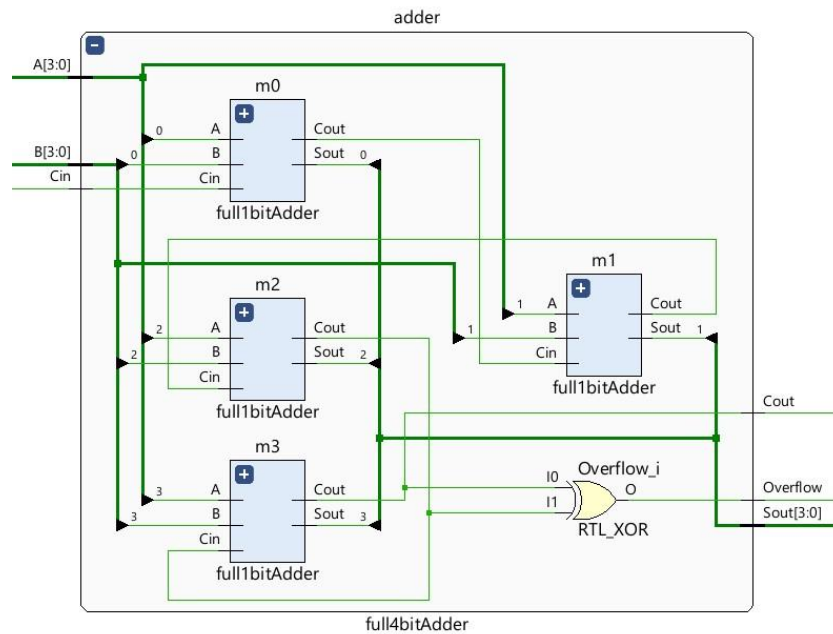 adder
A[3:0]
B[3:0]
Cin
m0
0 A Cout
0 B Sout 0
Cin
full1bitAdder
m2
2 A Cout
2 B Sout 2
Cin
full1bitAdder
m1
1 A Cout
1 B Sout 1
Cin
full1bitAdder
m3
3 A Cout
3 B Sout 3
Cin
full1bitAdder
Overflow_i
I0 O
I1
RTL_XOR
Cout
Overflow
Sout[3:0]
full4bitAdder